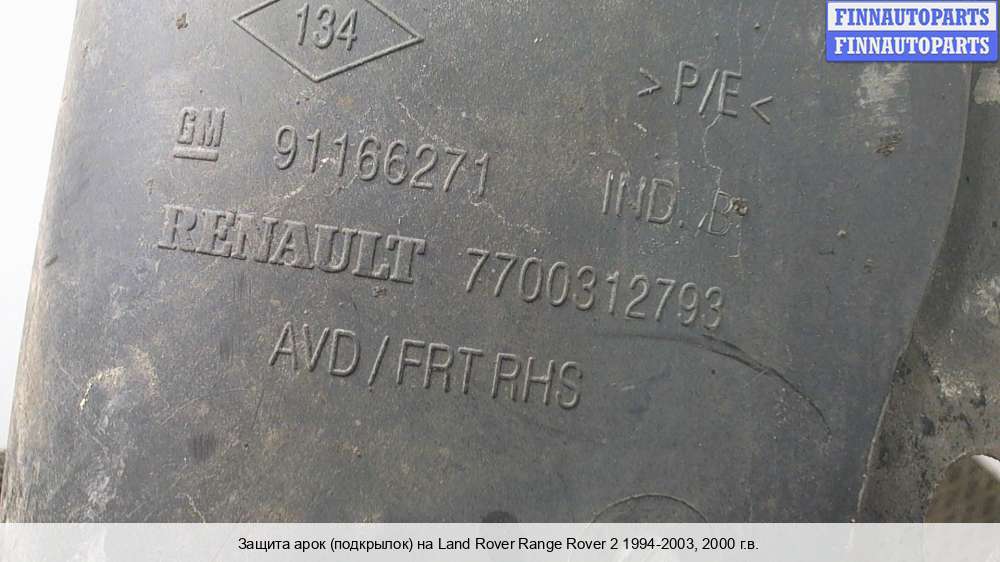 FINNAUTOPARTS
FINNAUTOPARTS
134
>P/E<
GM 91166271 IND. B
RENAULT 7700312793
AVD/FRT RHS
Защита арок (подкрылок) на Land Rover Range Rover 2 1994-2003, 2000 г.в.